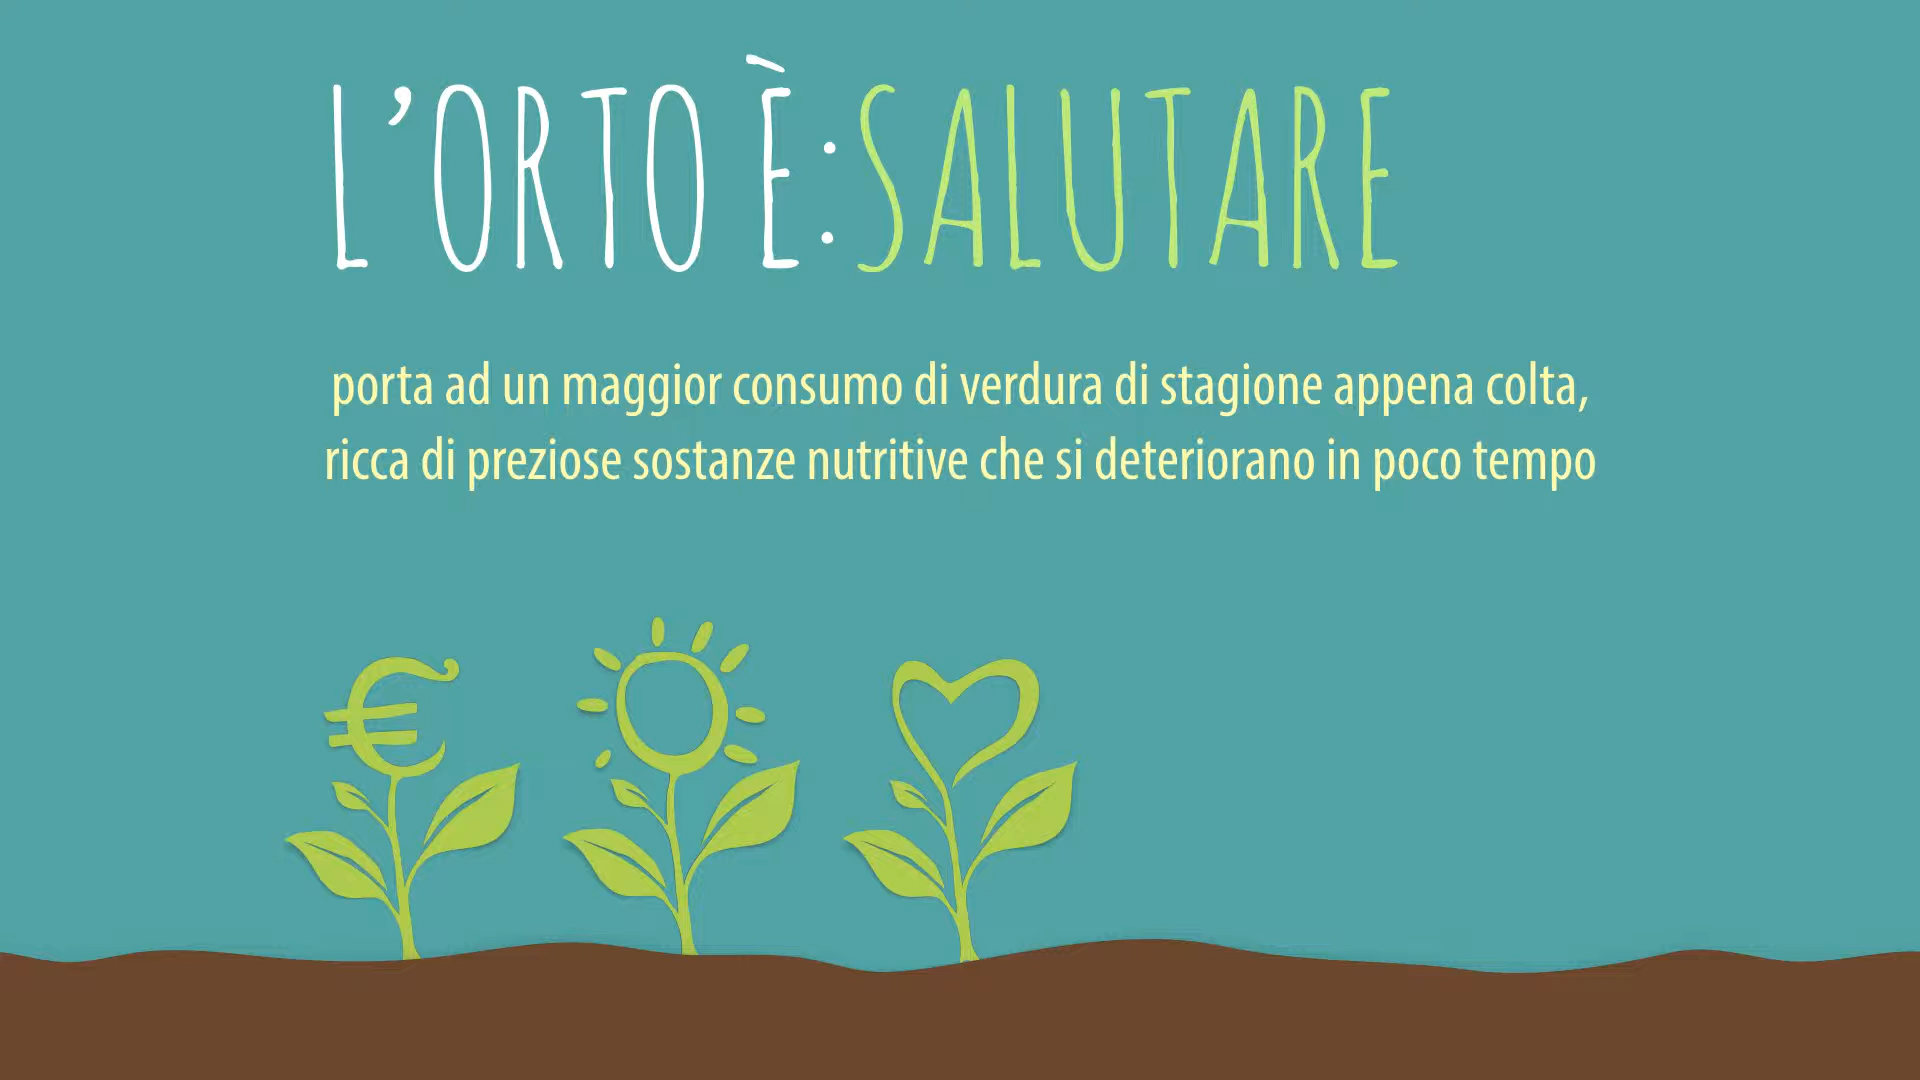 L’ORTO È:SALUTARE
porta ad un maggior consumo di verdura di stagione appena colta,
ricca di preziose sostanze nutritive che si deteriorano in poco tempo
€